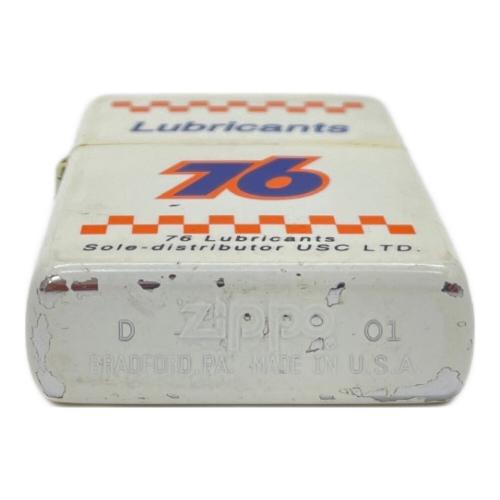 Lubricants
76
76 Lubricants
Sole-distributor USC LTD.
D zippo 01
BRADFORD, PA. MADE IN U.S.A.